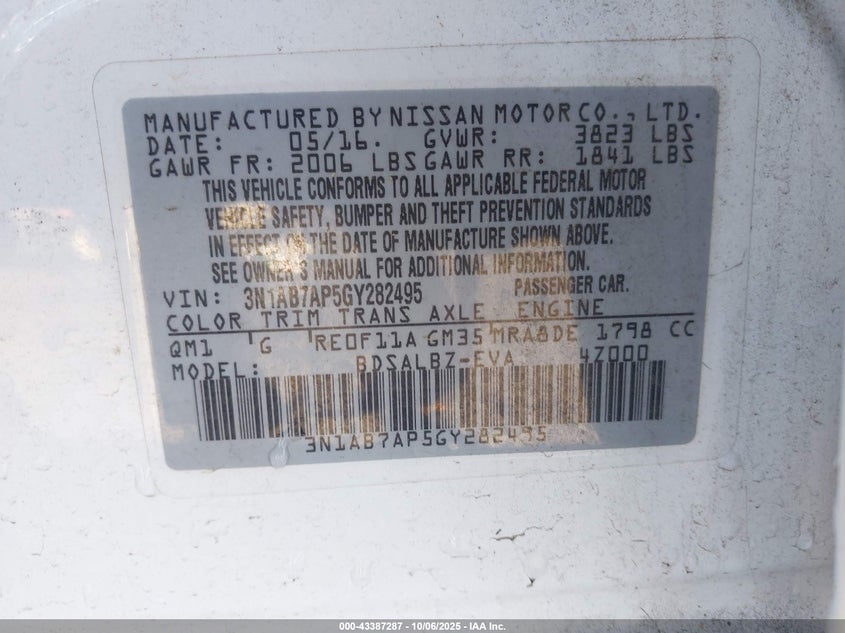 MANUFACTURED BY NISSAN MOTOR CO., LTD.
DATE: 05/16. GVWR: 3823 LBS
GAWR FR: 2006 LBS GAWR RR: 1841 LBS
THIS VEHICLE CONFORMS TO ALL APPLICABLE FEDERAL MOTOR
VEHICLE SAFETY, BUMPER AND THEFT PREVENTION STANDARDS
IN EFFECT ON THE DATE OF MANUFACTURE SHOWN ABOVE.
SEE OWNER'S MANUAL FOR ADDITIONAL INFORMATION.
VIN: 3N1AB7AP5GY282495 PASSENGER CAR.
COLOR TRIM TRANS AXLE ENGINE
QM1 'G 'RE0F11A GM35 'MRA8DE 1798 CC
MODEL: BDSALBZ-EVA 4Z000
3N1AB7AP5GY282495
000-43387287 - 10/06/2025 - IAA Inc.